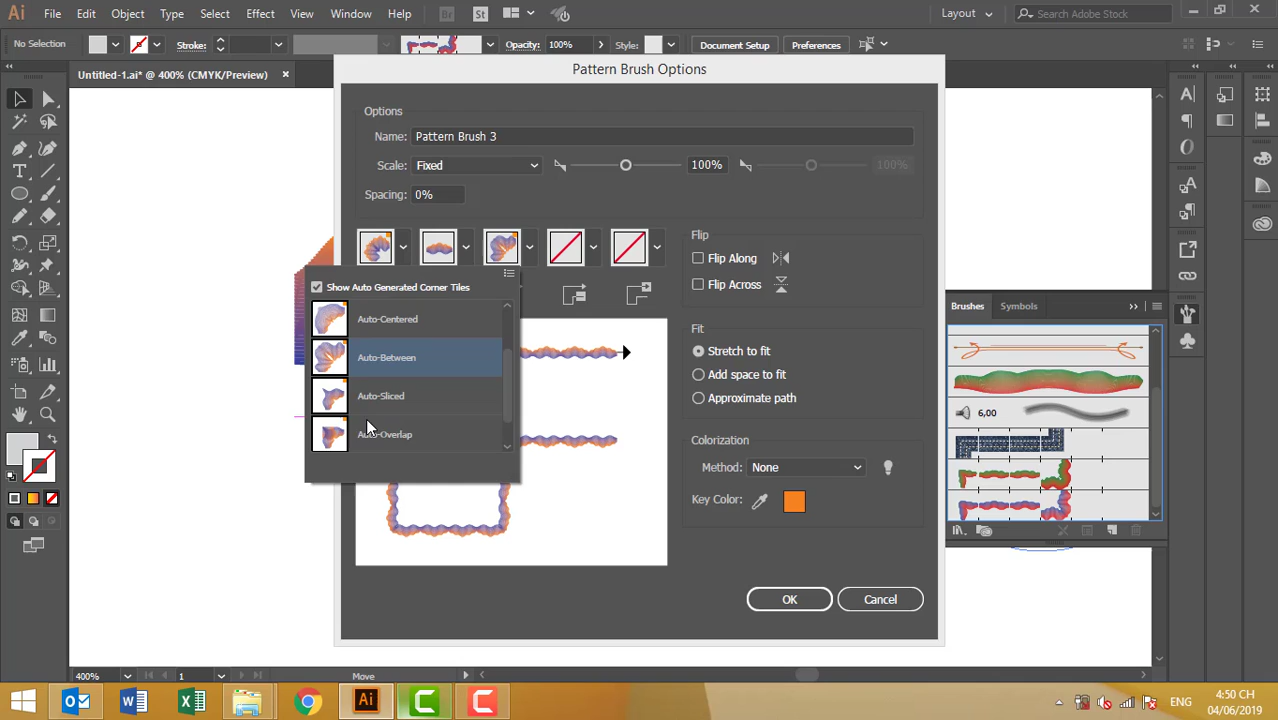 Ai File Edit Object Type Select Effect View Window Help Br St Layout Search Adobe Stock
No Selection Stroke: Opacity: 100% Style: Document Setup Preferences
Untitled-1.ai* @ 400% (CMYK/Preview)
Pattern Brush Options
Options
Name: Pattern Brush 3
Scale: Fixed 100% 100%
Spacing: 0%
Flip
Flip Along
Flip Across
Show Auto Generated Corner Tiles
Auto-Centered
Auto-Between
Auto-Sliced
Auto-Overlap
Fit
Stretch to fit
Add space to fit
Approximate path
Colorization
Method: None
Key Color:
OK Cancel
Brushes Symbols
6,00
400% 1 Move
Ai
ENG 4:50 CH
04/06/2019